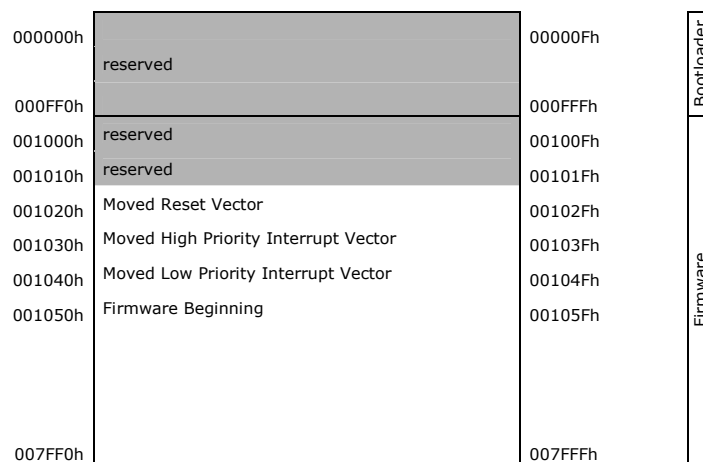 000000h 00000Fh
reserved
000FF0h 000FFFh
001000h reserved 00100Fh
001010h reserved 00101Fh
001020h Moved Reset Vector 00102Fh
001030h Moved High Priority Interrupt Vector 00103Fh
001040h Moved Low Priority Interrupt Vector 00104Fh
001050h Firmware Beginning 00105Fh
007FF0h 007FFFh
Bootloader
Firmware